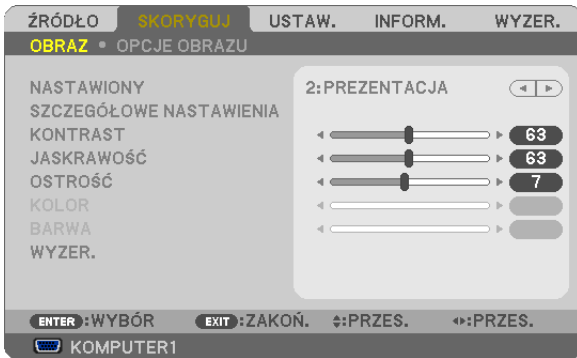 ŹRÓDŁO SKORYGUJ USTAW. INFORM. WYZER.
OBRAZ • OPCJE OBRAZU
NASTAWIONY 2:PREZENTACJA
SZCZEGÓŁOWE NASTAWIENIA
KONTRAST 63
JASKRAWOŚĆ 63
OSTROŚĆ 7
KOLOR
BARWA
WYZER.
ENTER :WYBÓR EXIT :ZAKOŃ. :PRZES. :PRZES.
KOMPUTER1